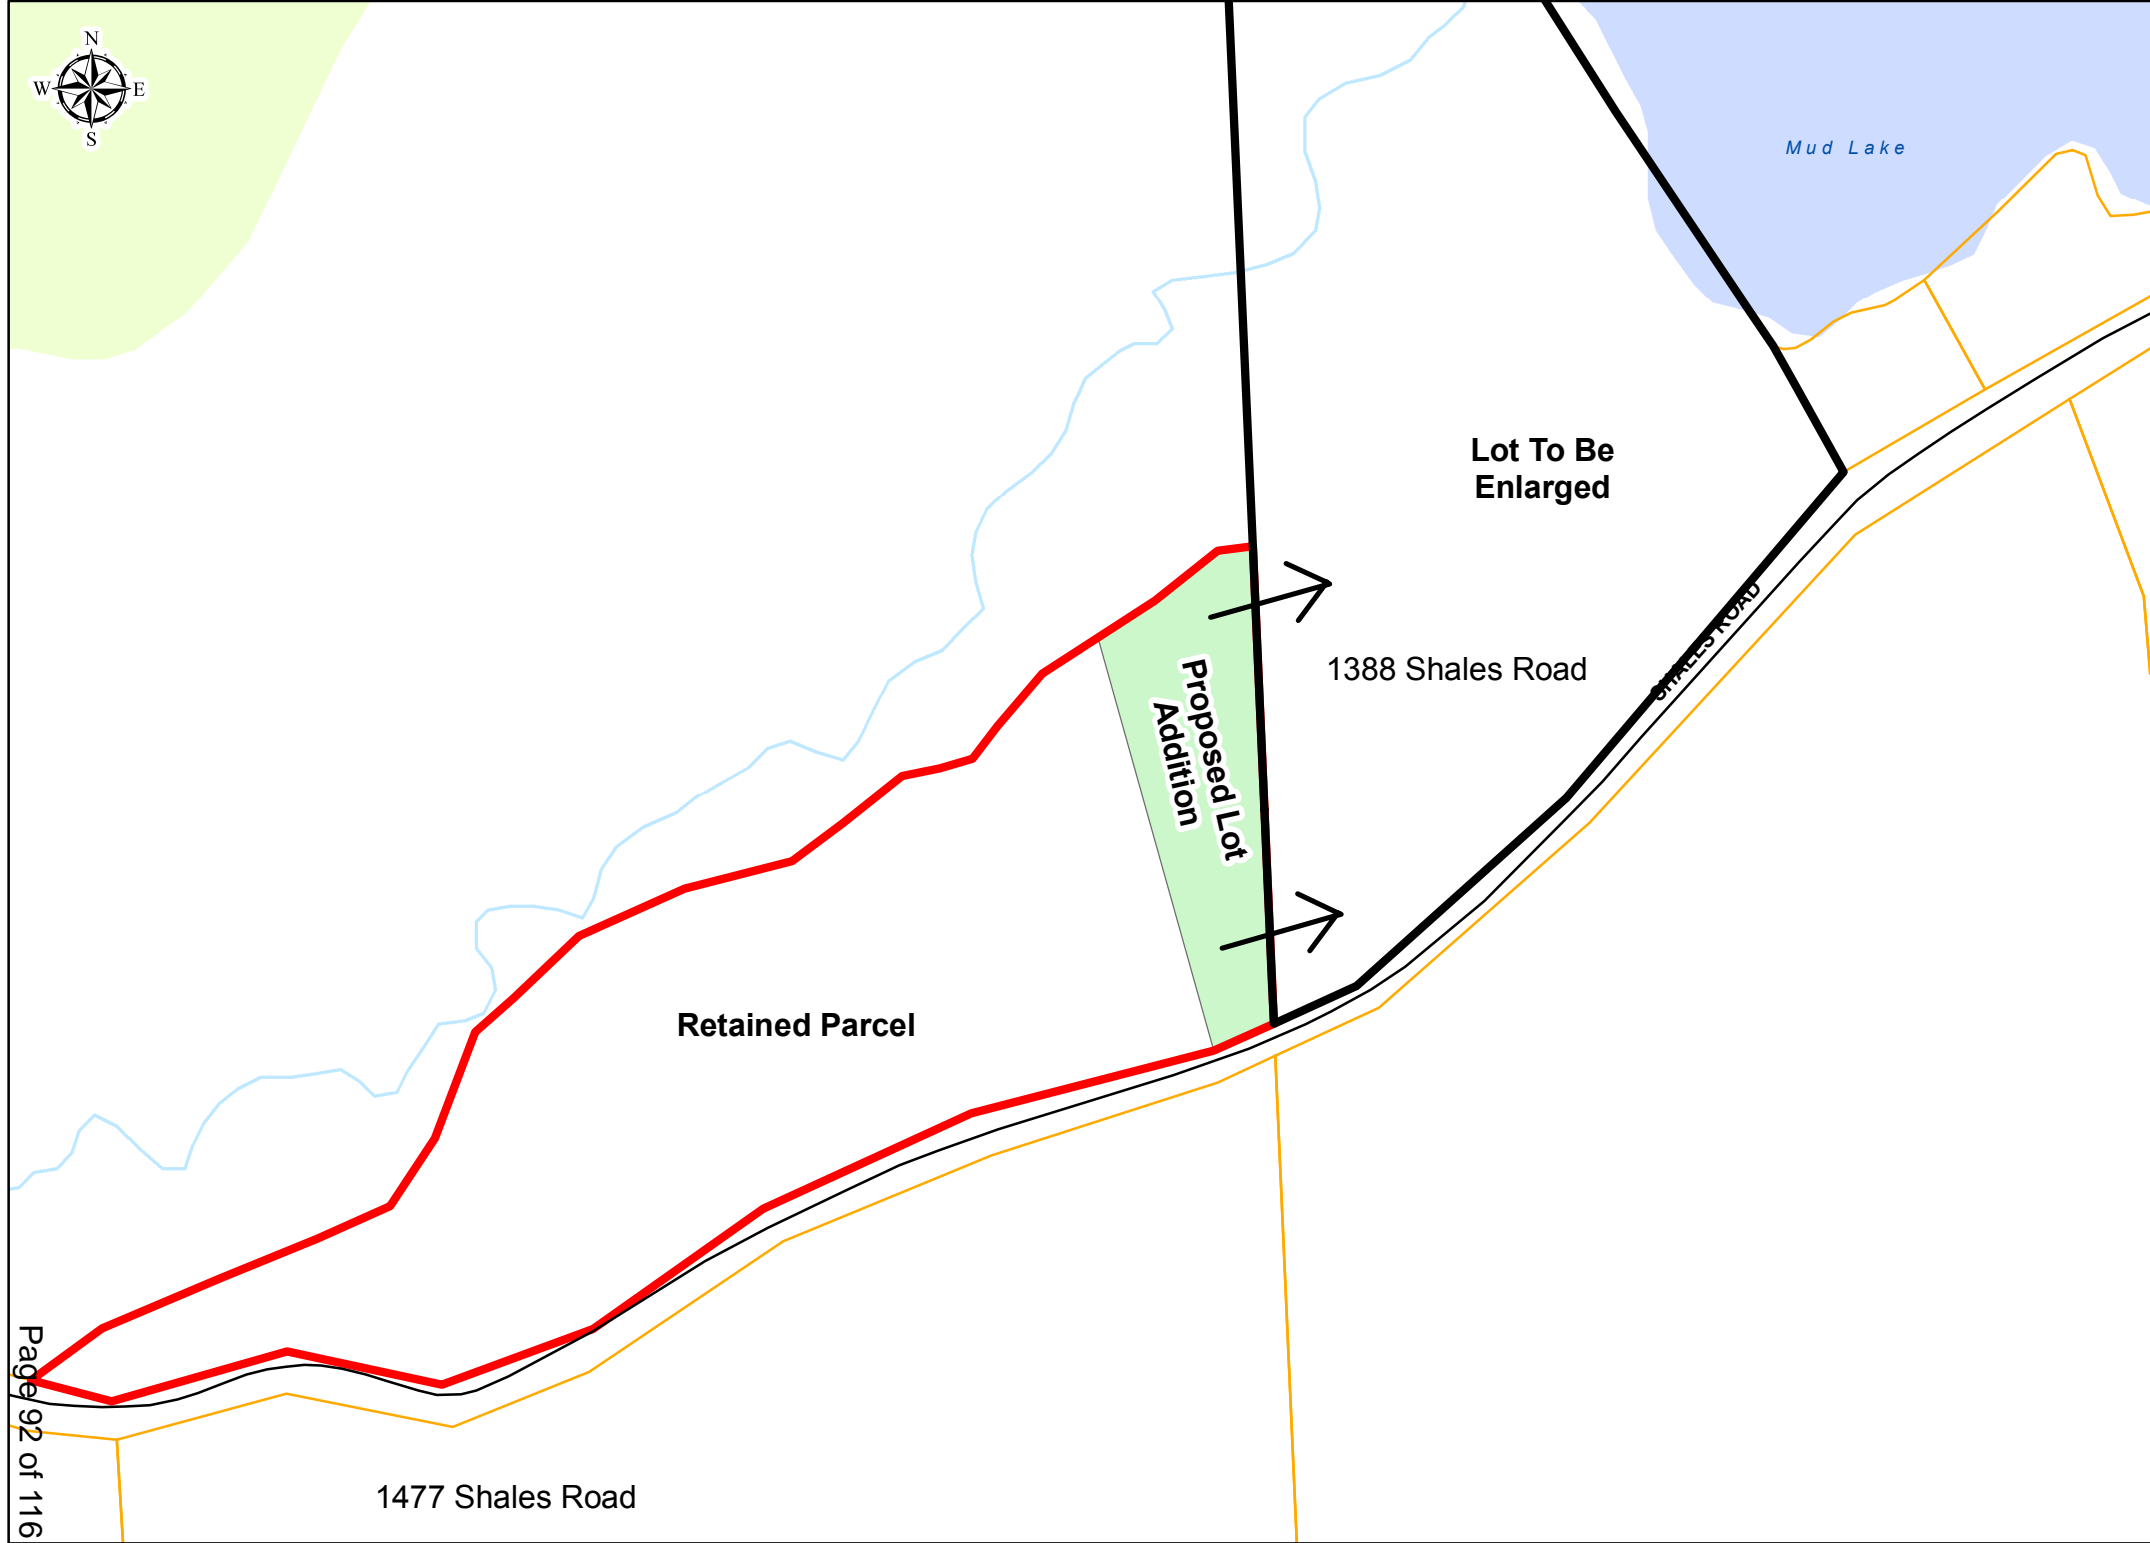 N
W E
S
Mud Lake
Lot To Be
Enlarged
SHALES ROAD
1388 Shales Road
Proposed Lot
Addition
Retained Parcel
1477 Shales Road
Page 92 of 116